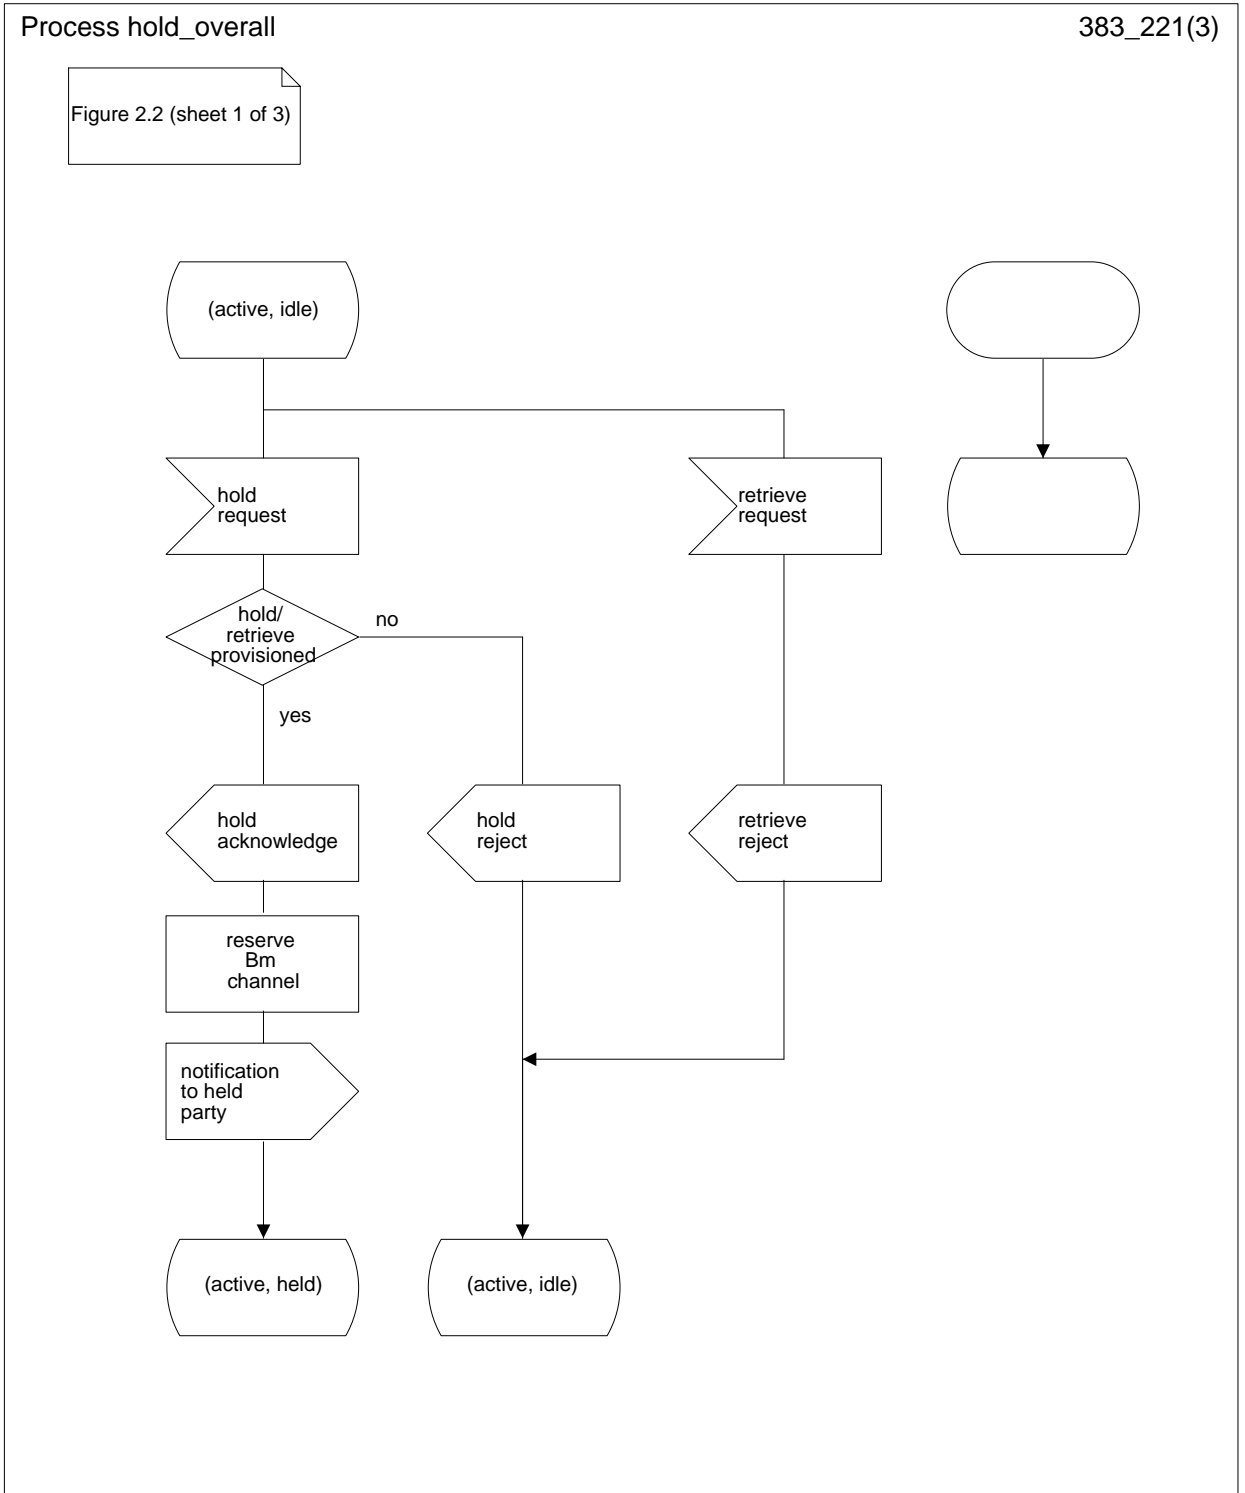 Process hold_overall
383_221(3)
Figure 2.2 (sheet 1 of 3)
(active, idle)
hold
request
retrieve
request
hold/
retrieve
provisioned
no
yes
hold
acknowledge
hold
reject
retrieve
reject
reserve
Bm
channel
notification
to held
party
(active, held)
(active, idle)